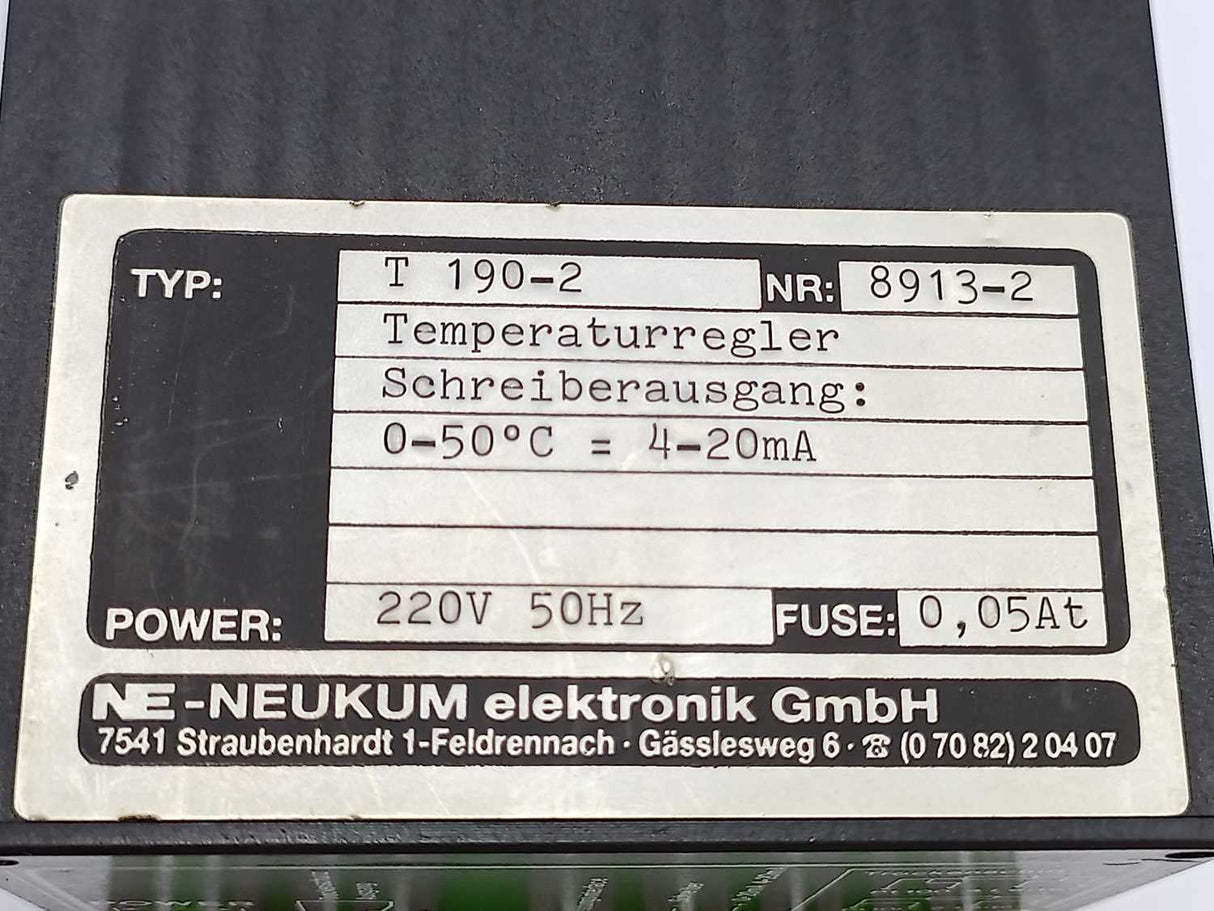 TYP: T 190-2 NR: 8913-2
Temperaturregler
Schreiberausgang:
0-50°C = 4-20mA
POWER: 220V 50Hz FUSE: 0,05At
NE-NEUKUM elektronik GmbH
7541 Straubenhardt 1-Feldrennach · Gässlesweg 6 · ☎ (0 70 82) 2 04 07
POWER